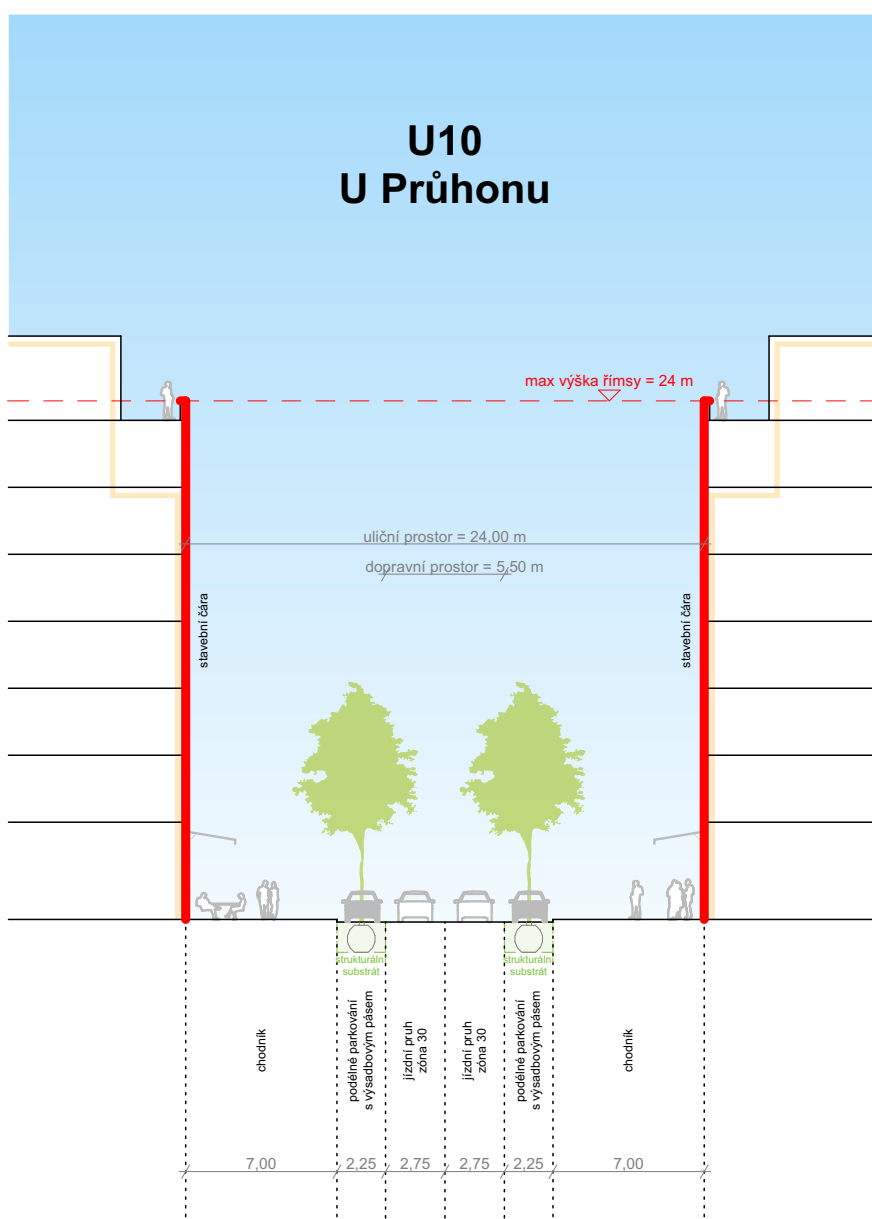 U10
U Průhonu
max výška římsy = 24 m
uliční prostor = 24,00 m
dopravní prostor = 5,50 m
stavební čára
stavební čára
strukturální
substrát
strukturální
substrát
chodník
podélné parkování
s výsadbovým pásem
jízdní pruh
zóna 30
jízdní pruh
zóna 30
podélné parkování
s výsadbovým pásem
chodník
7,00 2,25 2,75 2,75 2,25 7,00